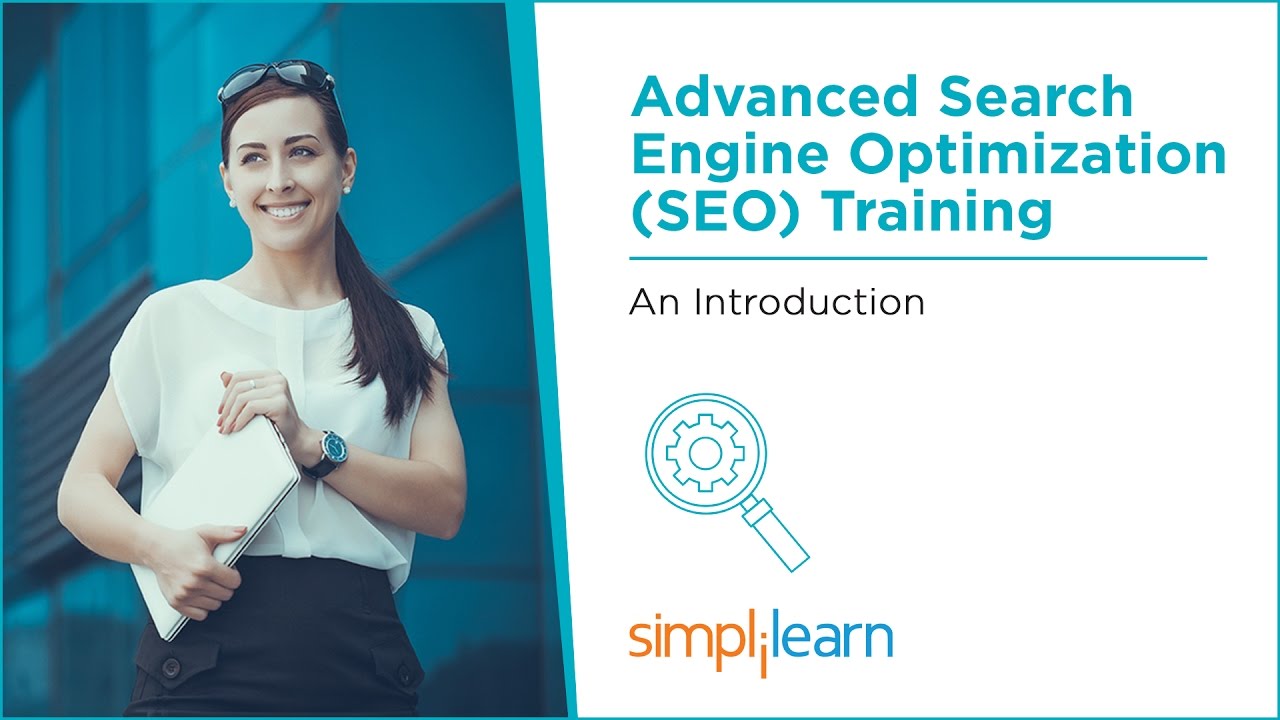 Advanced Search
Engine Optimization
(SEO) Training
An Introduction
simplilearn